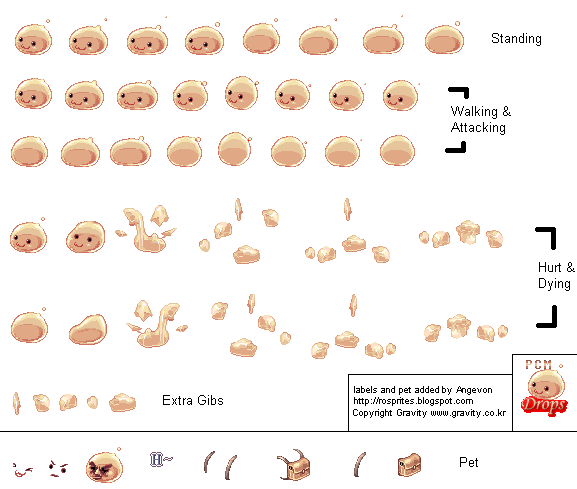 Standing
Walking &
Attacking
Hurt &
Dying
POM
Drops
labels and pet added by Angevon
http://rosprites.blogspot.com
Copyright Gravity www.gravity.co.kr
Extra Gibs
H~
Pet